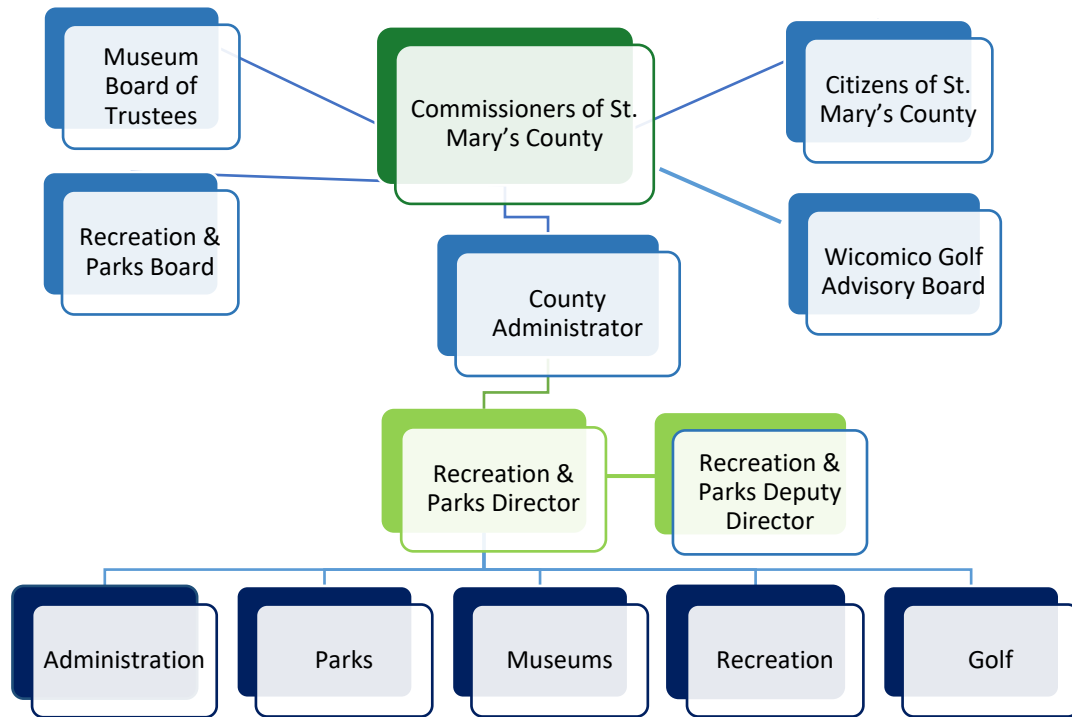 Museum
Board of
Trustees
Commissioners of St.
Mary’s County
Citizens of St.
Mary’s County
Recreation &
Parks Board
Wicomico Golf
Advisory Board
County
Administrator
Recreation &
Parks Director
Recreation &
Parks Deputy
Director
Administration
Parks
Museums
Recreation
Golf